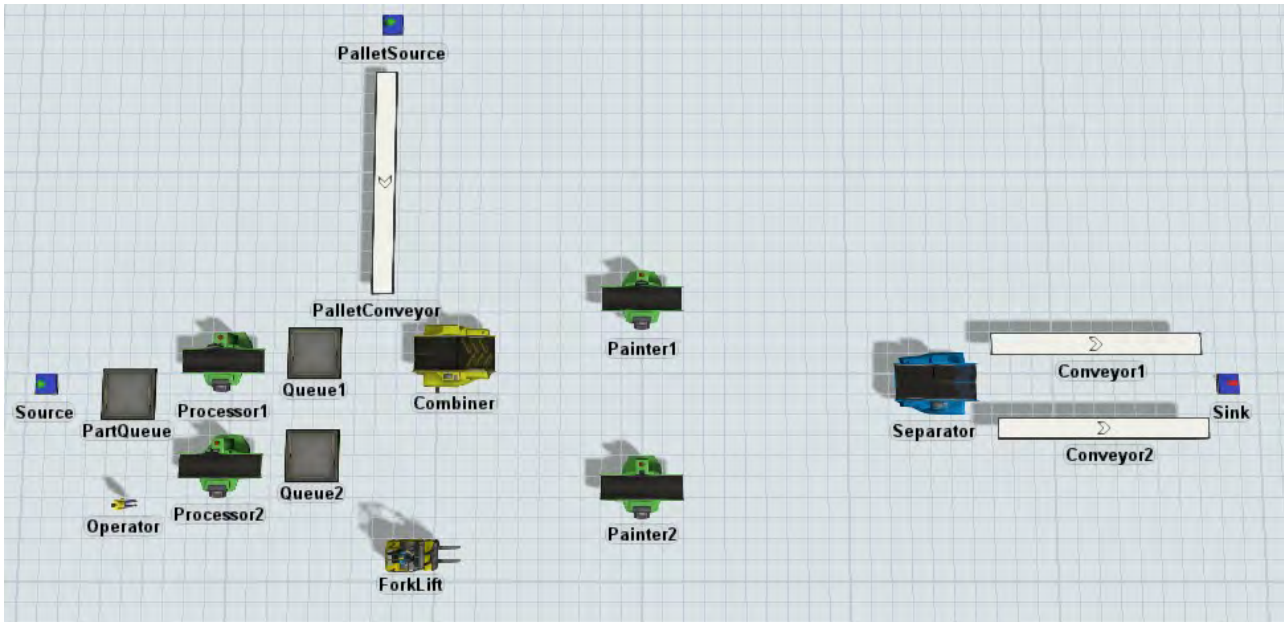 PalletSource
PalletConveyor
Painter1
Processor1
Queue1
Combiner
Conveyor1
Source
PartQueue
Separator
Sink
Conveyor2
Operator
Processor2
Queue2
Painter2
ForkLift